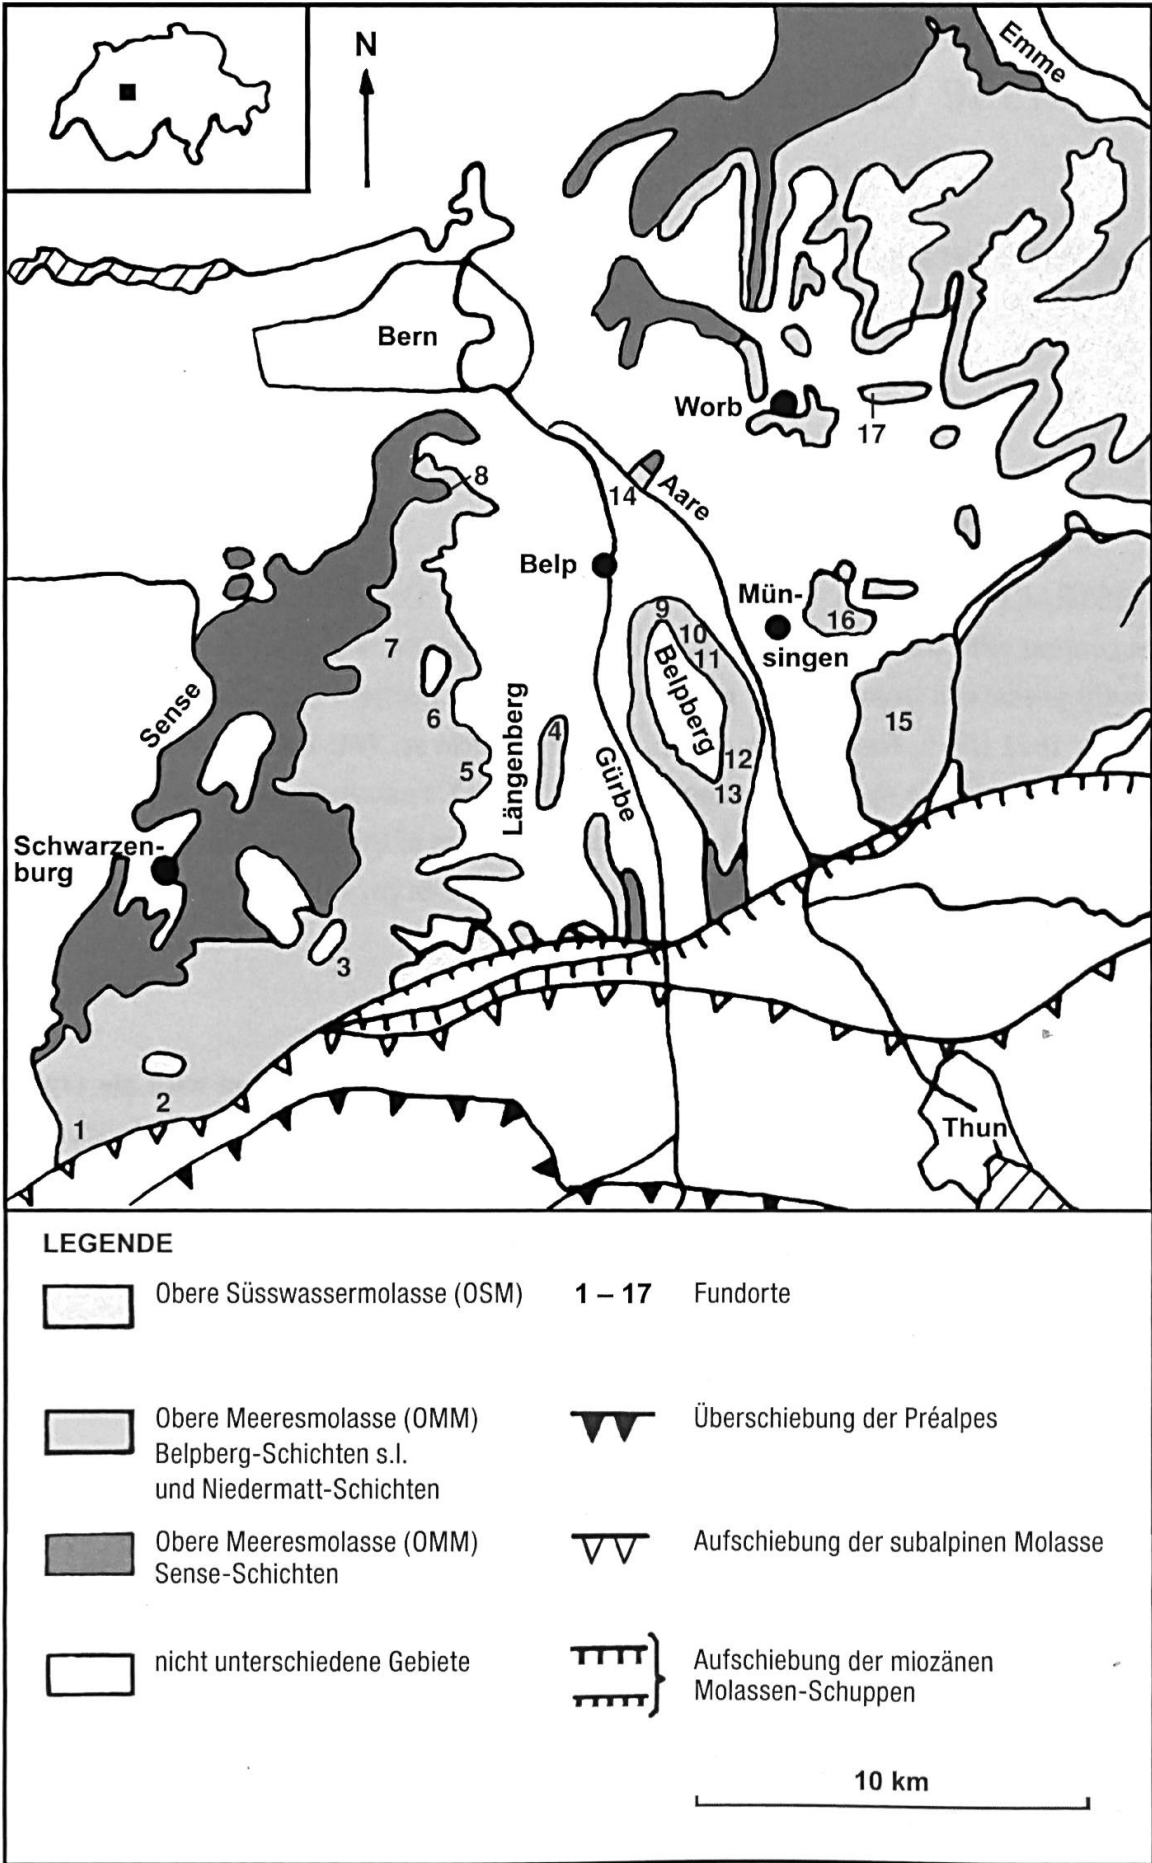 N
Emme
Bern
Worb
17
8
14
Aare
Belp
Mün-
singen
16
9
10
11
Belpberg
7
Sense
6
Längenberg
4
Gürbe
12
13
15
5
Schwarzen-
burg
3
2
1
Thun
LEGENDE
Obere Süsswassermolasse (OSM)
1 – 17 Fundorte
Obere Meeresmolasse (OMM)
Belpberg-Schichten s.l.
und Niedermatt-Schichten
Überschiebung der Préalpes
Obere Meeresmolasse (OMM)
Sense-Schichten
Aufschiebung der subalpinen Molasse
nicht unterschiedene Gebiete
Aufschiebung der miozänen
Molassen-Schuppen
10 km